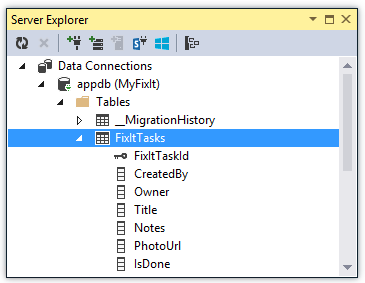 Server Explorer
Data Connections
appdb (MyFixIt)
Tables
__MigrationHistory
FixItTasks
FixItTaskId
CreatedBy
Owner
Title
Notes
PhotoUrl
IsDone